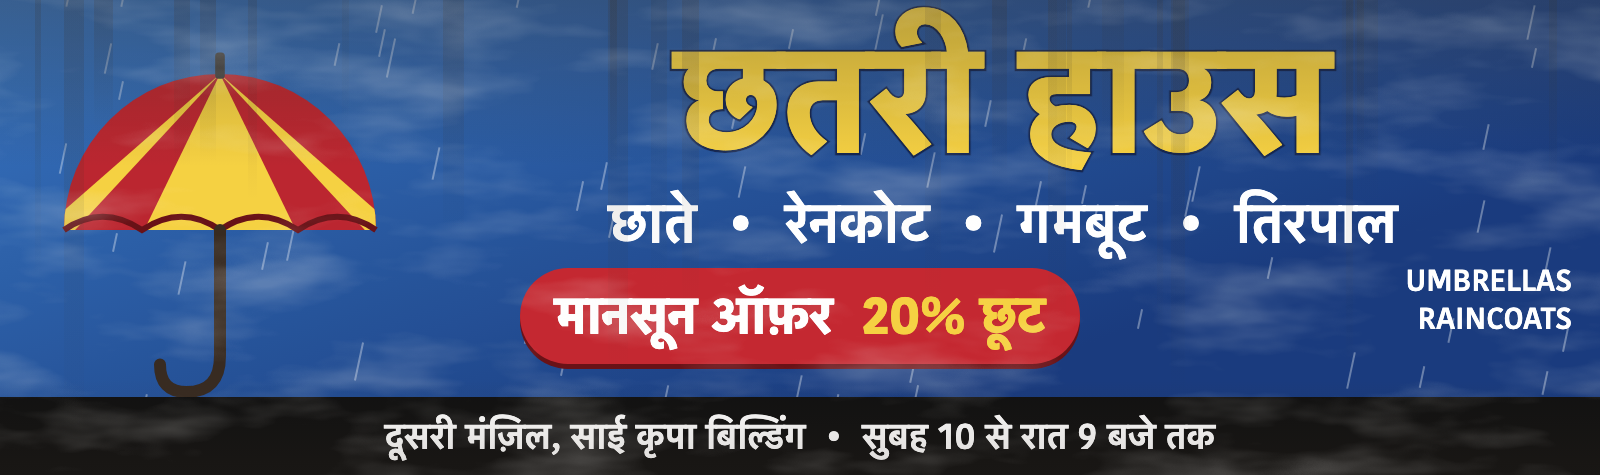 छतरी हाउस
छाते • रेनकोट • गमबूट • तिरपाल
UMBRELLAS
RAINCOATS
मानसून ऑफ़र 20% छूट
दूसरी मंज़िल, साई कृपा बिल्डिंग • सुबह 10 से रात 9 बजे तक